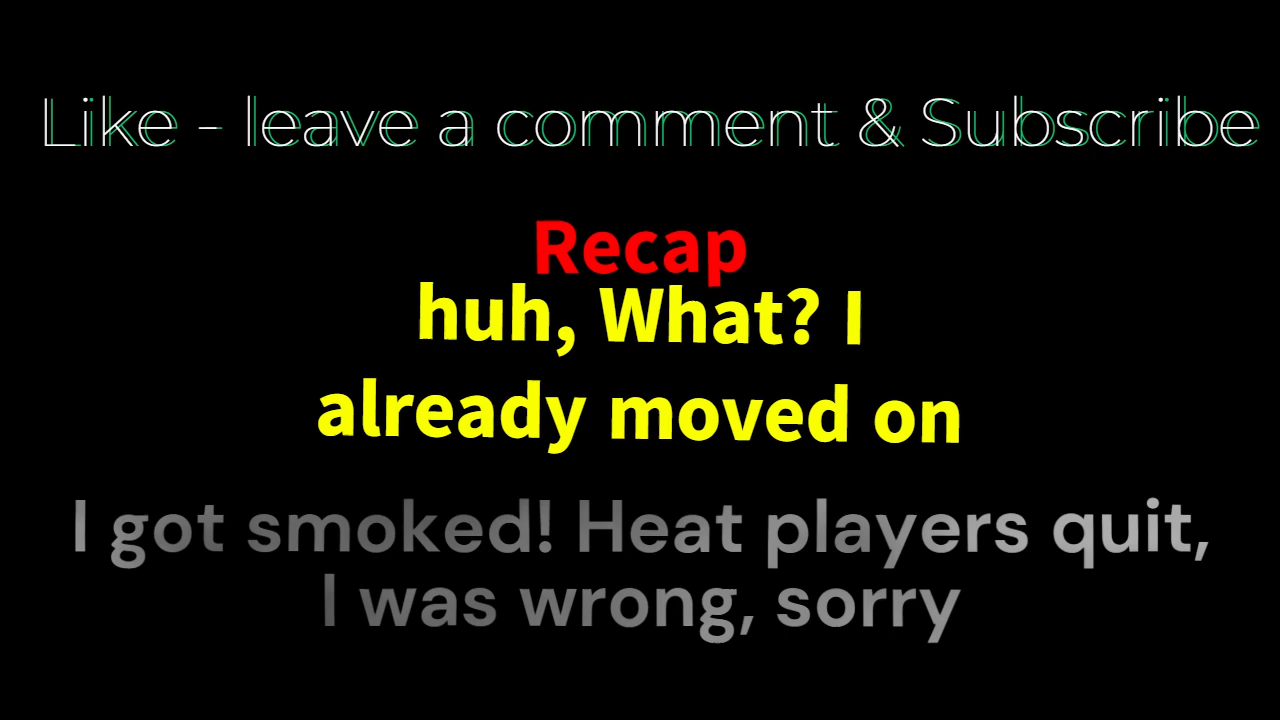 Like - leave a comment & Subscribe
Recap
huh, What? I
already moved on
I got smoked! Heat players quit,
I was wrong, sorry